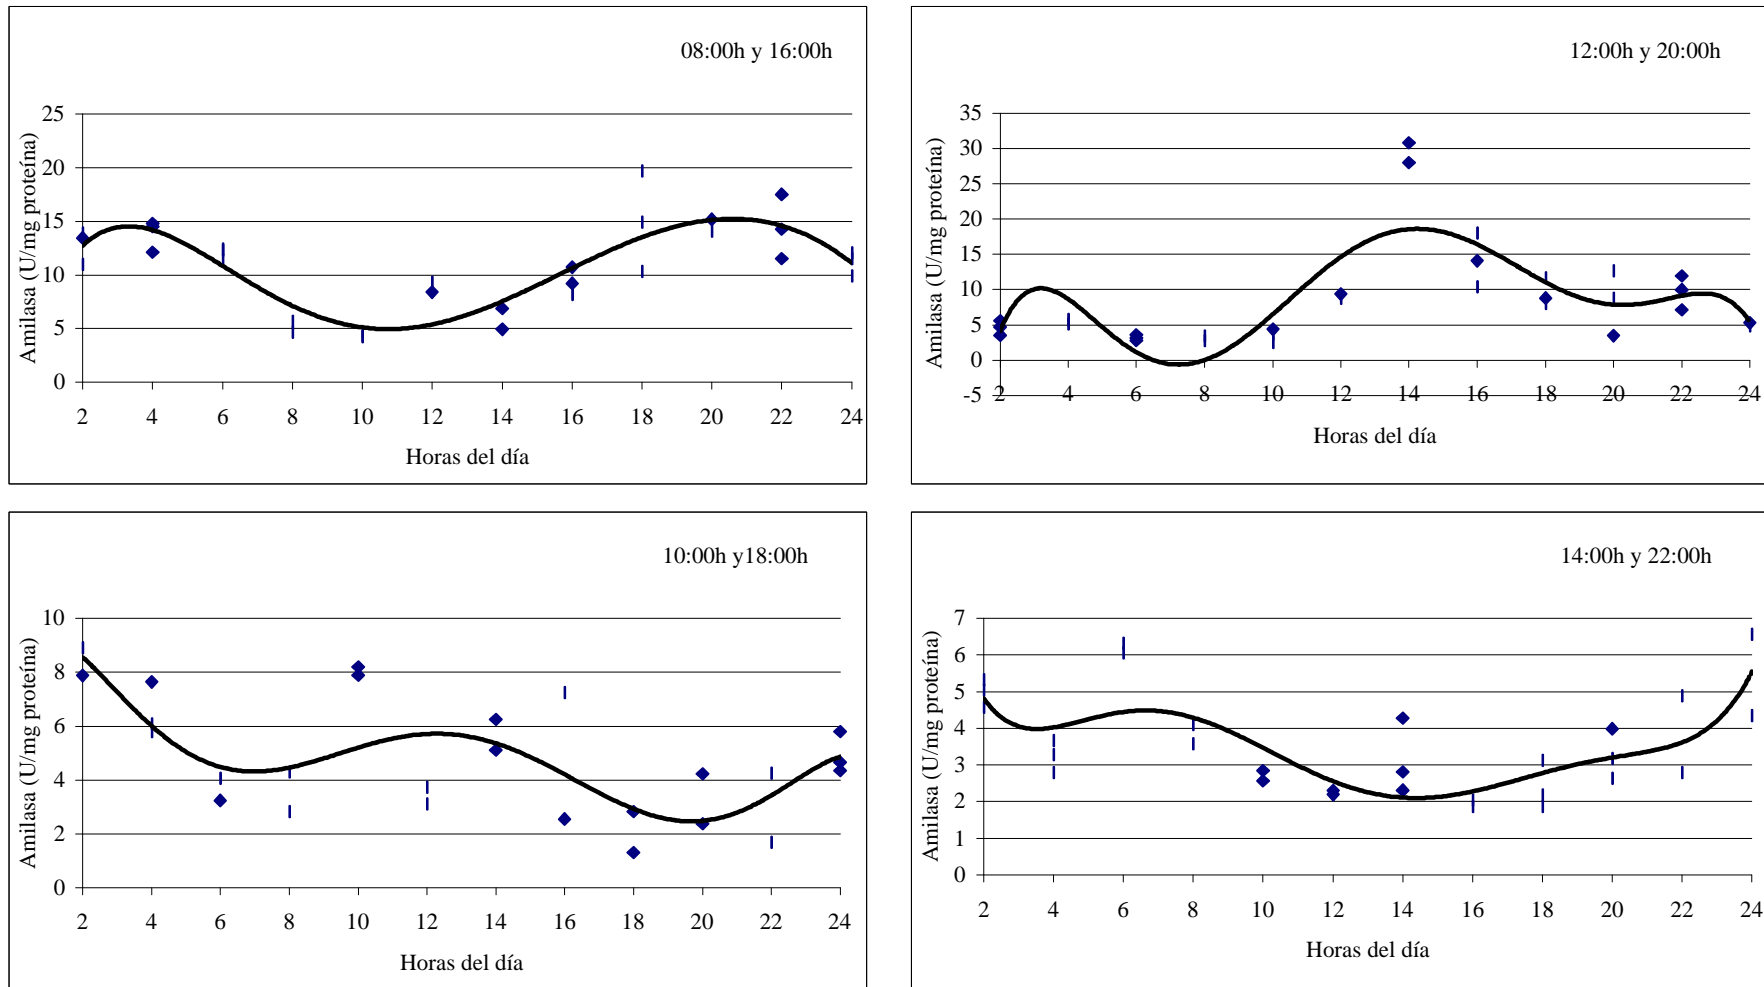 08:00h y 16:00h
Amilasa (U/mg proteína)
25
20
15
10
5
0
2 4 6 8 10 12 14 16 18 20 22 24
Horas del día
12:00h y 20:00h
Amilasa (U/mg proteína)
35
30
25
20
15
10
5
0
-5
2 4 6 8 10 12 14 16 18 20 22 24
Horas del día
10:00h y18:00h
Amilasa (U/mg proteína)
10
8
6
4
2
0
2 4 6 8 10 12 14 16 18 20 22 24
Horas del día
14:00h y 22:00h
Amilasa (U/mg proteína)
7
6
5
4
3
2
1
0
2 4 6 8 10 12 14 16 18 20 22 24
Horas del día